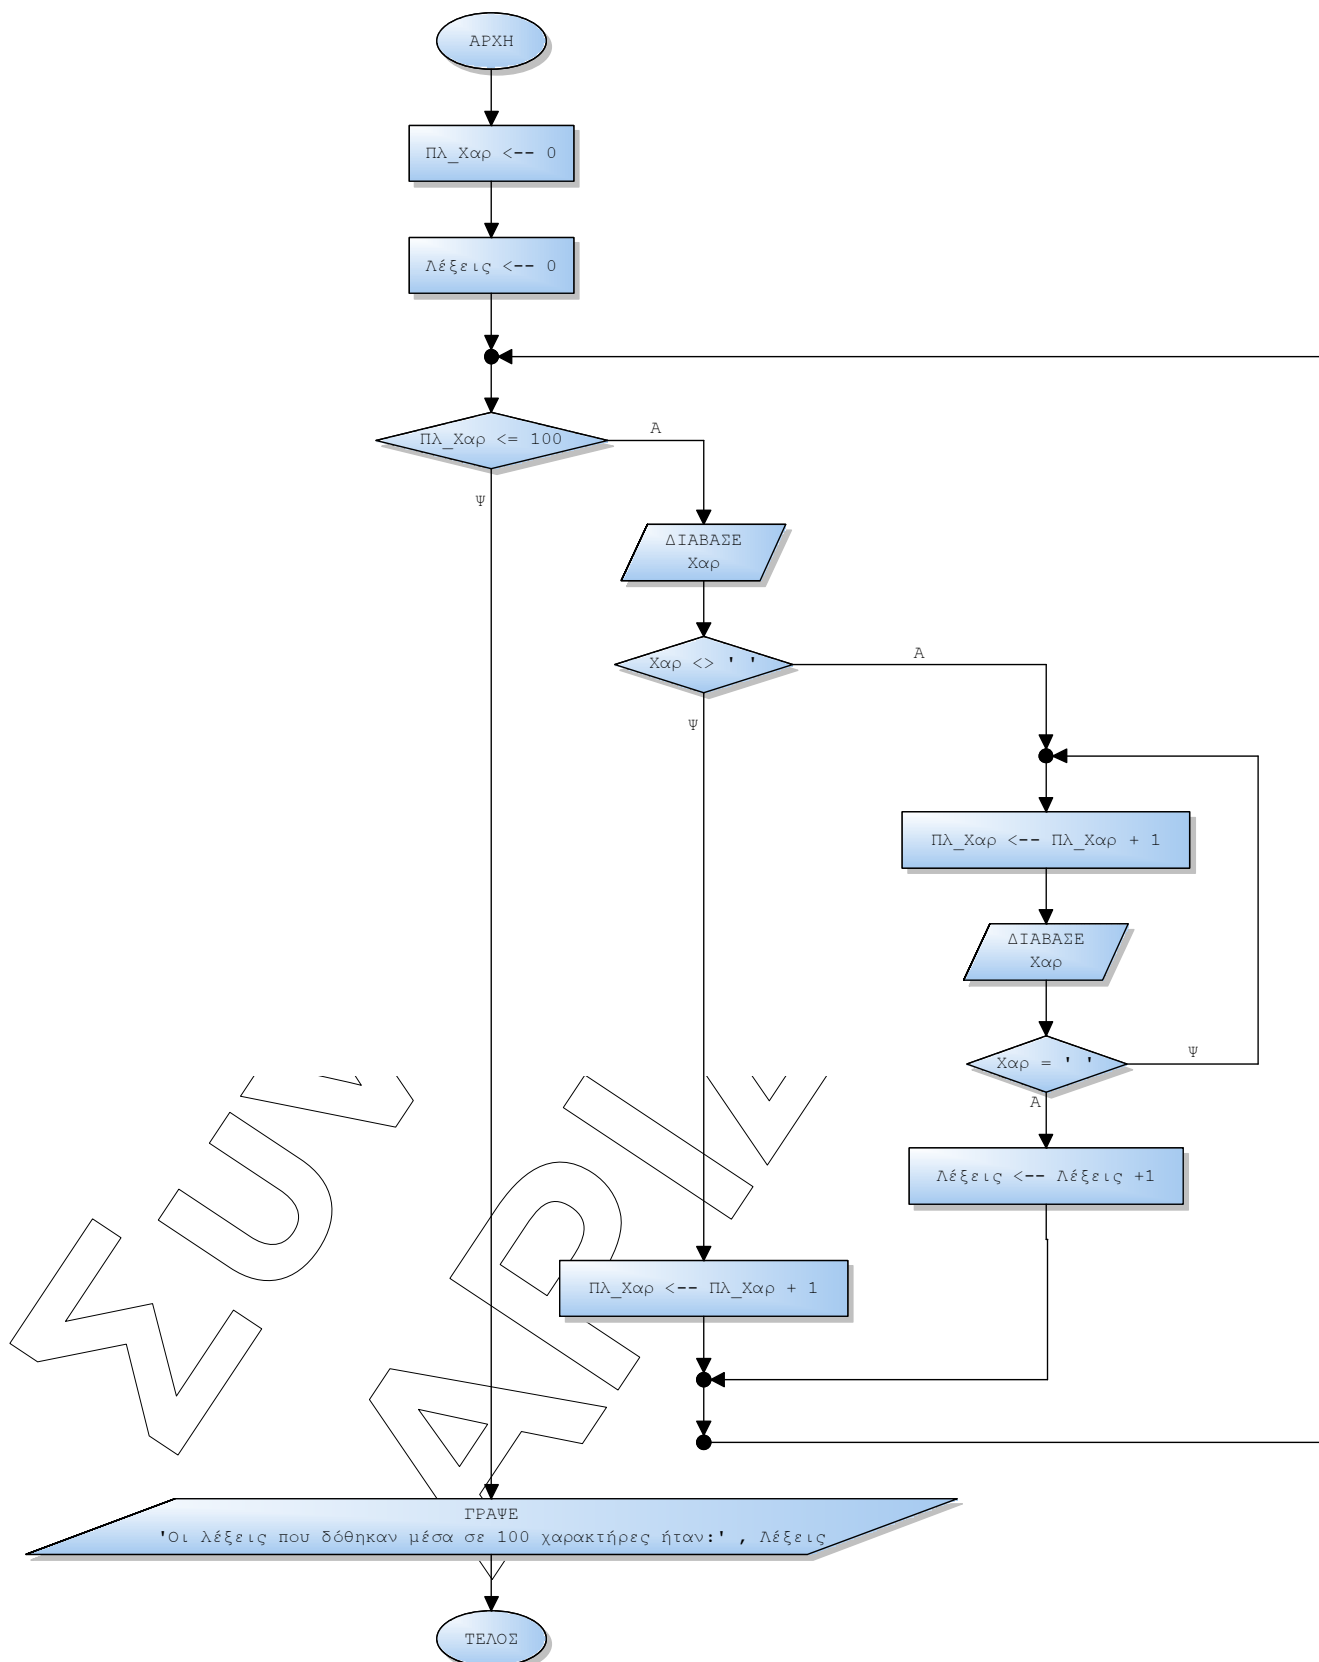 ΑΡΧΗ
Πλ_Χαρ <-- 0
Λέξεις <-- 0
Πλ_Χαρ <= 100
Α
Ψ
ΔΙΑΒΑΣΕ
Χαρ
Χαρ <> ' '
Α
Ψ
Πλ_Χαρ <-- Πλ_Χαρ + 1
ΔΙΑΒΑΣΕ
Χαρ
Χαρ = ' '
Ψ
Α
Λέξεις <-- Λέξεις +1
Πλ_Χαρ <-- Πλ_Χαρ + 1
ΓΡΑΨΕ
'Οι λέξεις που δόθηκαν μέσα σε 100 χαρακτήρες ήταν:' , Λέξεις
ΤΕΛΟΣ